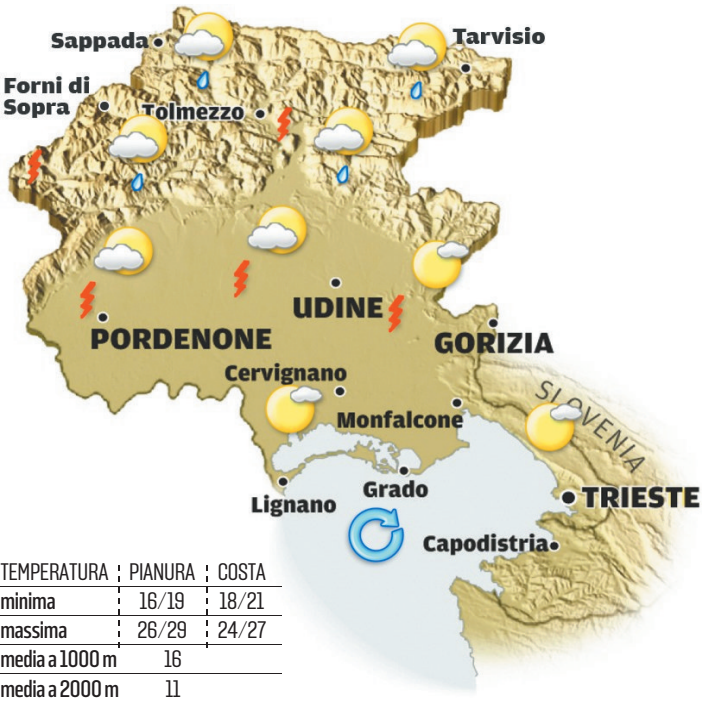 Sappada
Tarvisio
Forni di
Sopra
Tolmezzo
UDINE
PORDENONE
GORIZIA
Cervignano
SLOVENIA
Monfalcone
Grado
Lignano
TRIESTE
Capodistria
TEMPERATURA PIANURA COSTA
minima 16/19 18/21
massima 26/29 24/27
media a 1000 m 16
media a 2000 m 11